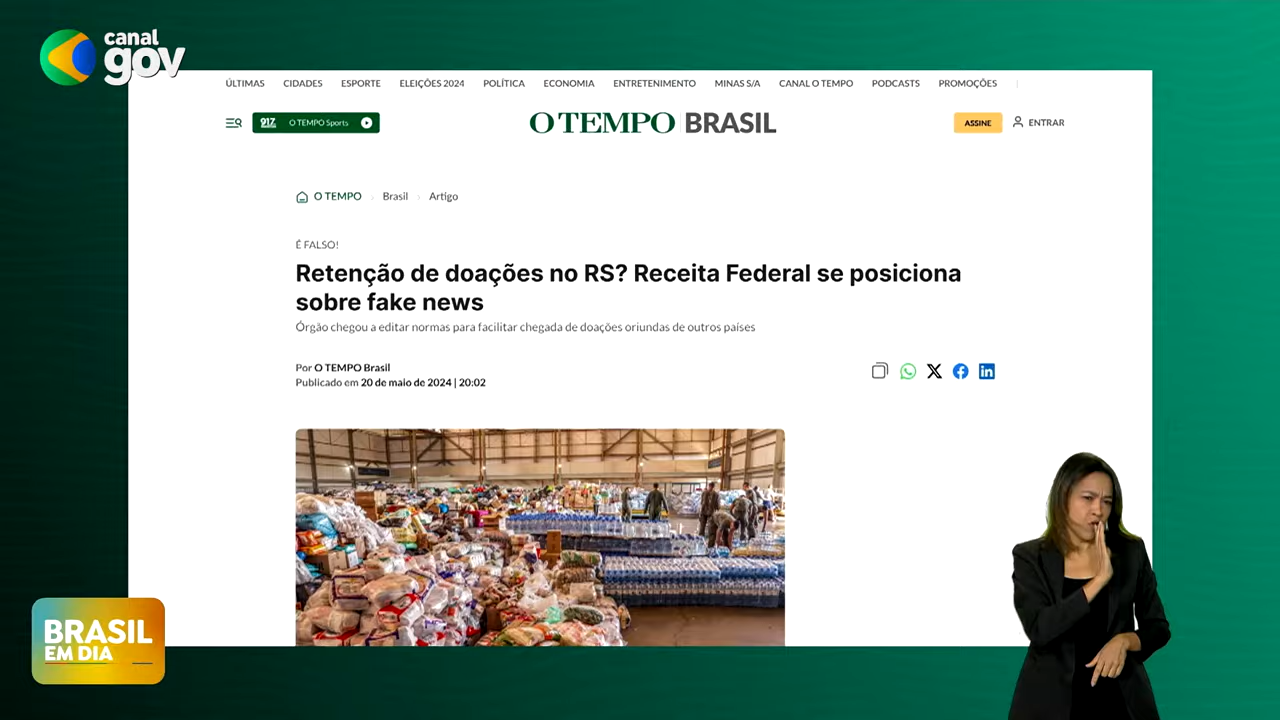 canal
gov
ÚLTIMAS CIDADES ESPORTE ELEIÇÕES 2024 POLÍTICA ECONOMIA ENTRETENIMENTO MINAS S/A CANAL O TEMPO PODCASTS PROMOÇÕES
91,7 O TEMPO Sports
O TEMPO BRASIL
ASSINE ENTRAR
O TEMPO Brasil Artigo
É FALSO!
Retenção de doações no RS? Receita Federal se posiciona
sobre fake news
Órgão chegou a editar normas para facilitar chegada de doações oriundas de outros países
Por O TEMPO Brasil
Publicado em 20 de maio de 2024 | 20:02
BRASIL
EM DIA